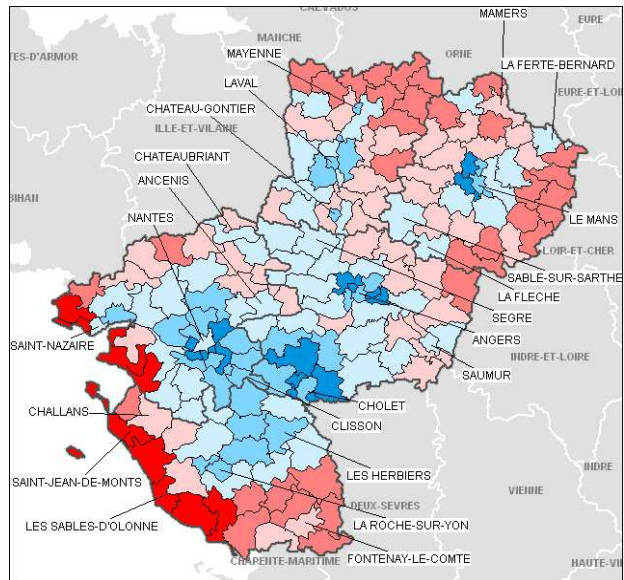 CALVADOS
MAMERS
EURE
MANCHE
MAYENNE
ORNE
TES-D'ARMOR
LA FERTE-BERNARD
LAVAL
EURE-ET-LOI
CHATEAU-GONTIER
ILLE-ET-VILAINE
CHATEAUBRIANT
ANCENIS
BIHAN
NANTES
LE MANS
LOIR-ET-CHER
SABLE-SUR-SARTHE
LA FLECHE
SEGRE
ANGERS
SAINT-NAZAIRE
INDRE-ET-LOIRE
SAUMUR
CHALLANS
CHOLET
CLISSON
INDRE
SAINT-JEAN-DE-MONTS
LES HERBIERS
VIENNE
DEUX-SEVRES
LES SABLES-D'OLONNE
LA ROCHE-SUR-YON
FONTENAY-LE-COMTE
CHARENTE-MARITIME
HAUTE-VI